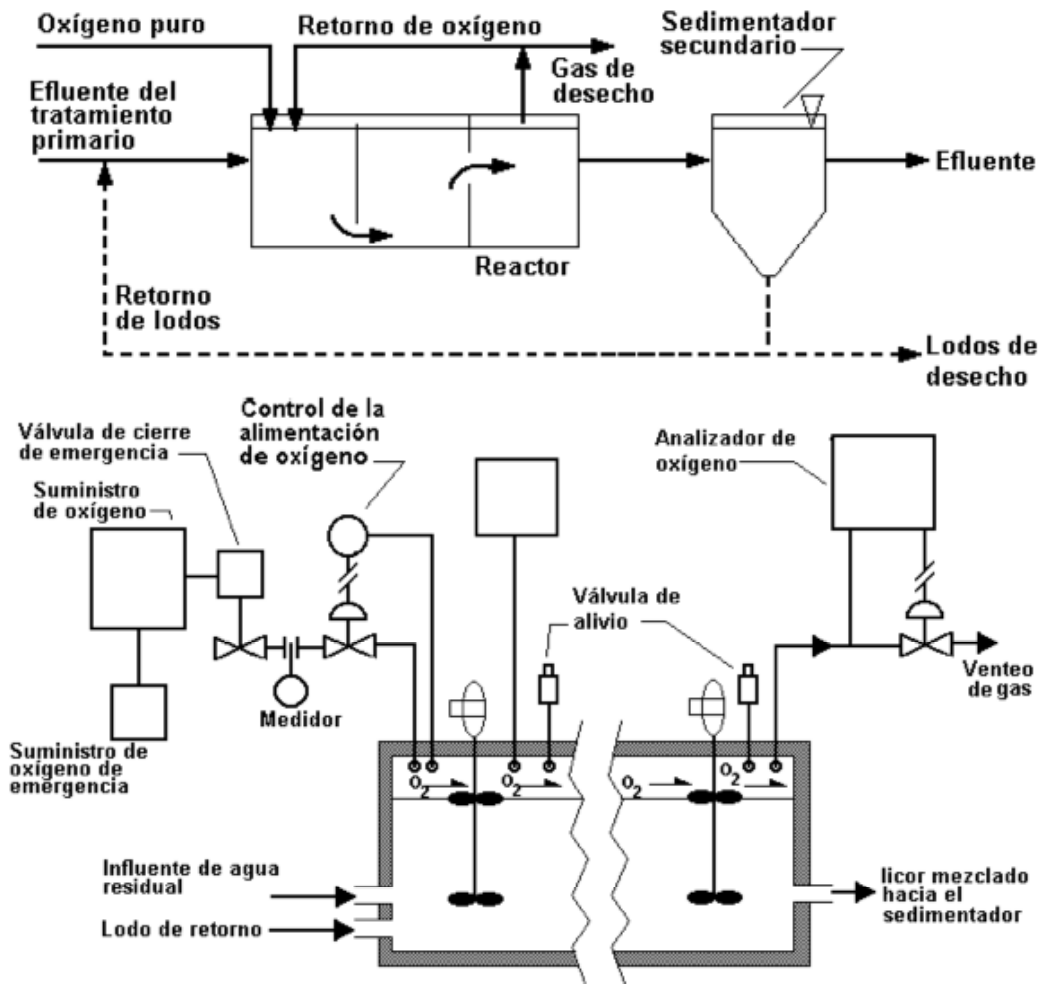 Oxígeno puro
Retorno de oxígeno
Sedimentador
secundario
Gas de
desecho
Efluente del
tratamiento
primario
Efluente
Reactor
Retorno
de lodos
Lodos de
desecho
Control de la
alimentación
de oxígeno
Válvula de cierre
de emergencia
Analizador de
oxígeno
Suministro
de oxígeno
Válvula de
alivio
Venteo
de gas
Medidor
Suministro de
oxígeno de
emergencia
O2
O2
O2
O2
Influente de agua
residual
licor mezclado
hacia el
sedimentador
Lodo de retorno